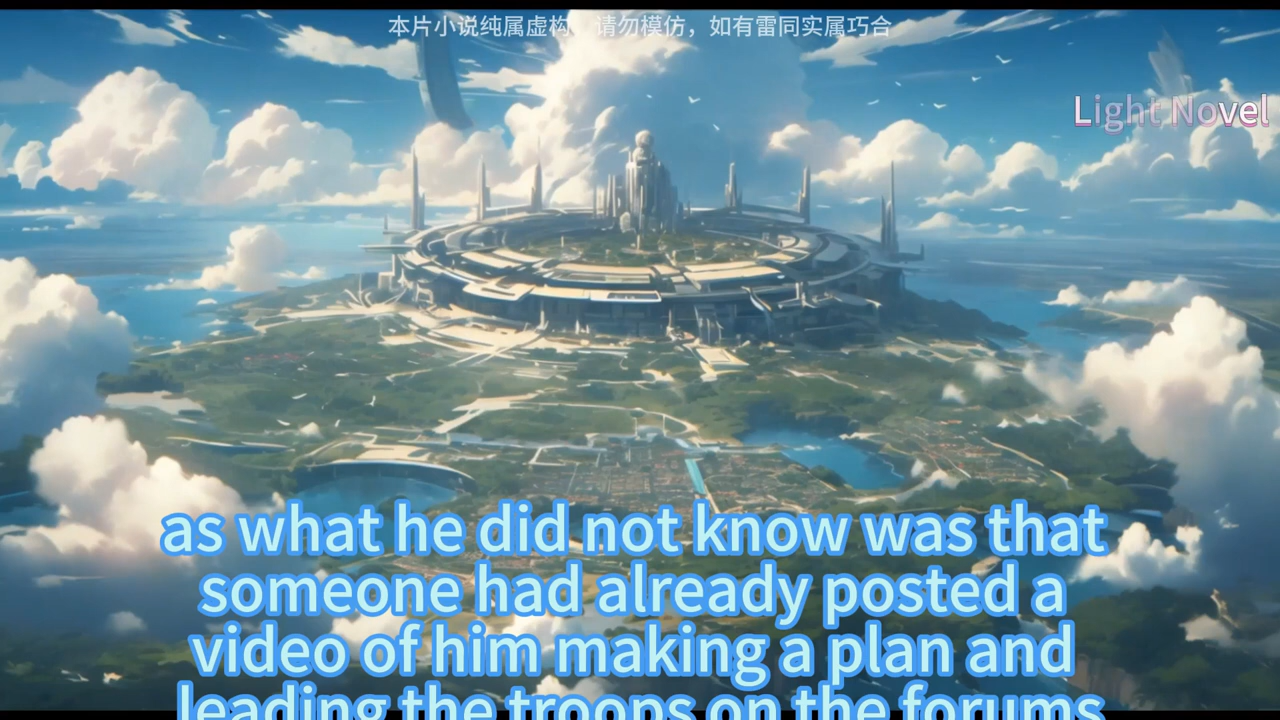 本片小说纯属虚构，请勿模仿，如有雷同实属巧合
Light Novel
as what he did not know was that
someone had already posted a
video of him making a plan and
leading the troops on the forums